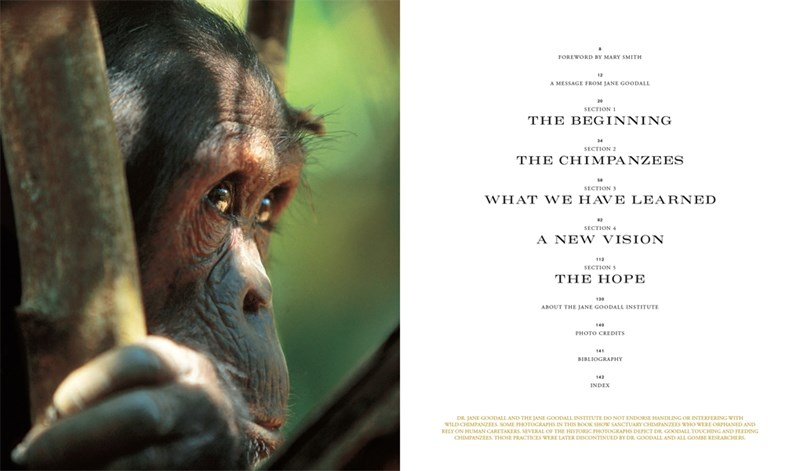 8
FOREWORD BY MARY SMITH
12
A MESSAGE FROM JANE GOODALL
20
SECTION 1
THE BEGINNING
34
SECTION 2
THE CHIMPANZEES
58
SECTION 3
WHAT WE HAVE LEARNED
92
SECTION 4
A NEW VISION
112
SECTION 5
THE HOPE
139
ABOUT THE JANE GOODALL INSTITUTE
140
PHOTO CREDITS
141
BIBLIOGRAPHY
142
INDEX
DR. JANE GOODALL AND THE JANE GOODALL INSTITUTE DO NOT ENDORSE HANDLING OR INTERFERING WITH
WILD CHIMPANZEES. SOME PHOTOGRAPHS IN THIS BOOK SHOW SANCTUARY CHIMPANZEES WHO WERE ORPHANED AND
RELY ON HUMAN CARETAKERS. SEVERAL OF THE HISTORIC PHOTOGRAPHS DEPICT DR. GOODALL TOUCHING AND FEEDING
CHIMPANZEES. THOSE PRACTICES WERE LATER DISCONTINUED BY DR. GOODALL AND ALL GOMBE RESEARCHERS.